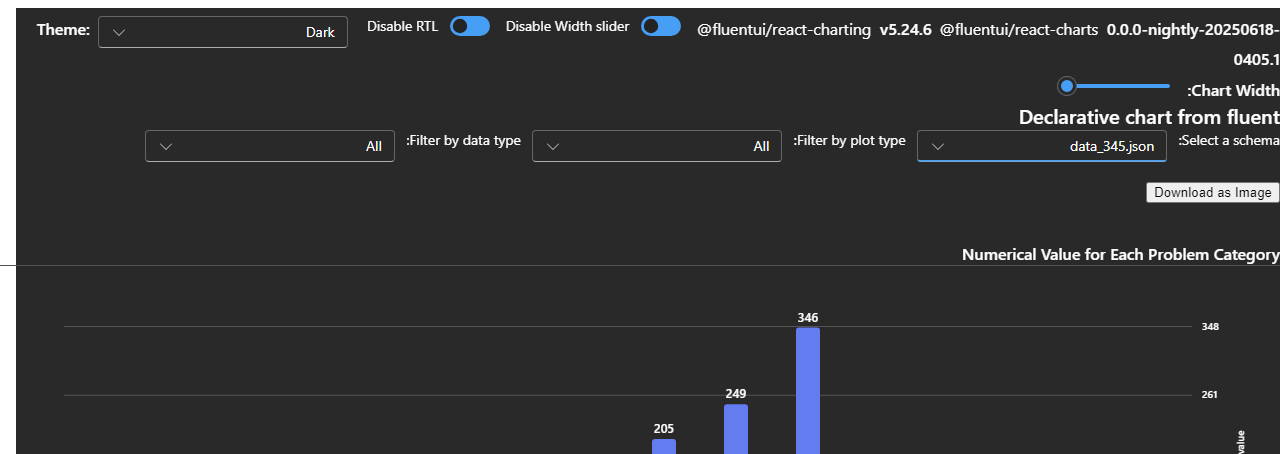 Theme: Dark Disable RTL Disable Width slider @fluentui/react-charting v5.24.6 @fluentui/react-charts 0.0.0-nightly-20250618-
0405.1
:Chart Width
Declarative chart from fluent
:Select a schema data_345.json :Filter by plot type All :Filter by data type All
Download as Image
Numerical Value for Each Problem Category
346
348
249
261
205
value